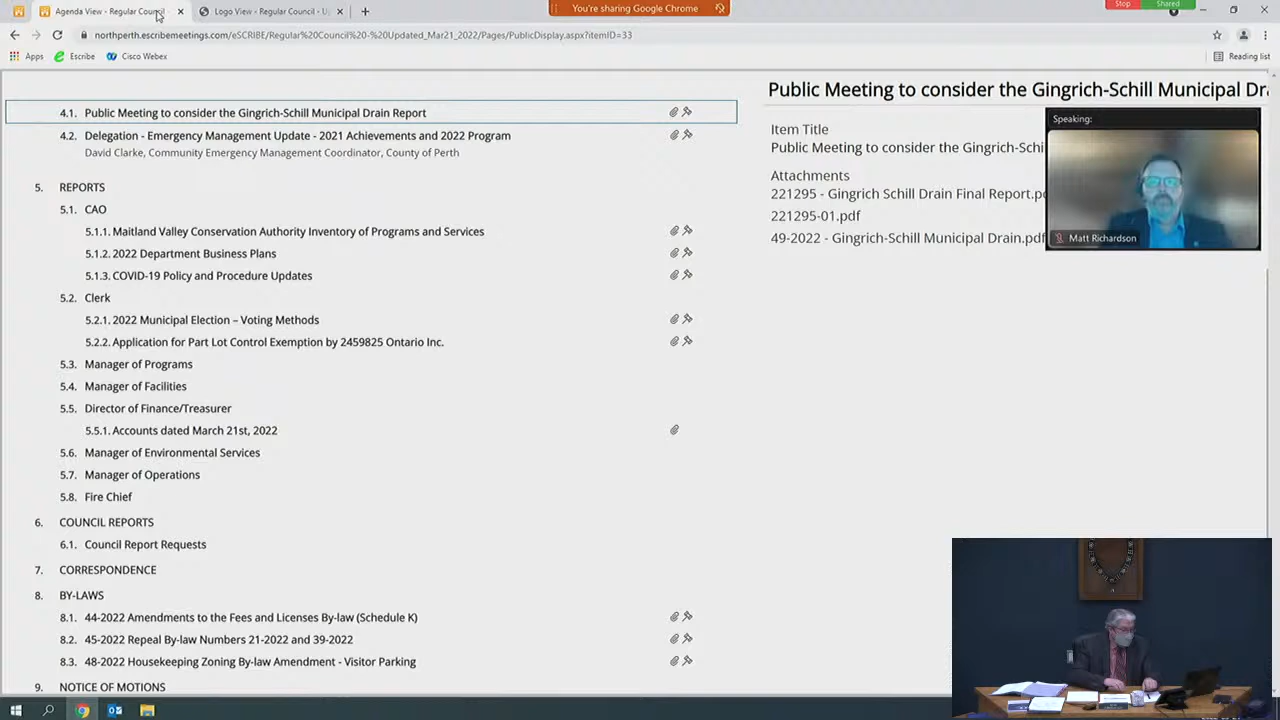 Agenda View - Regular Council
Logo View - Regular Council - Up
You're sharing Google Chrome
Stop
Shared
northperth.escribemeetings.com/eSCRIBE/Regular%20Council%20-%20Updated_Mar21_2022/Pages/PublicDisplay.aspx?itemID=33
Apps
Escribe
Cisco Webex
Reading list
4.1. Public Meeting to consider the Gingrich-Schill Municipal Drain Report
4.2. Delegation - Emergency Management Update - 2021 Achievements and 2022 Program
David Clarke, Community Emergency Management Coordinator, County of Perth
5. REPORTS
5.1. CAO
5.1.1. Maitland Valley Conservation Authority Inventory of Programs and Services
5.1.2. 2022 Department Business Plans
5.1.3. COVID-19 Policy and Procedure Updates
5.2. Clerk
5.2.1. 2022 Municipal Election – Voting Methods
5.2.2. Application for Part Lot Control Exemption by 2459825 Ontario Inc.
5.3. Manager of Programs
5.4. Manager of Facilities
5.5. Director of Finance/Treasurer
5.5.1. Accounts dated March 21st, 2022
5.6. Manager of Environmental Services
5.7. Manager of Operations
5.8. Fire Chief
6. COUNCIL REPORTS
6.1. Council Report Requests
7. CORRESPONDENCE
8. BY-LAWS
8.1. 44-2022 Amendments to the Fees and Licenses By-law (Schedule K)
8.2. 45-2022 Repeal By-law Numbers 21-2022 and 39-2022
8.3. 48-2022 Housekeeping Zoning By-law Amendment - Visitor Parking
9. NOTICE OF MOTIONS
Public Meeting to consider the Gingrich-Schill Municipal Dra
Item Title
Public Meeting to consider the Gingrich-Schi
Attachments
221295 - Gingrich Schill Drain Final Report.pd
221295-01.pdf
49-2022 - Gingrich-Schill Municipal Drain.pdf
Speaking:
Matt Richardson